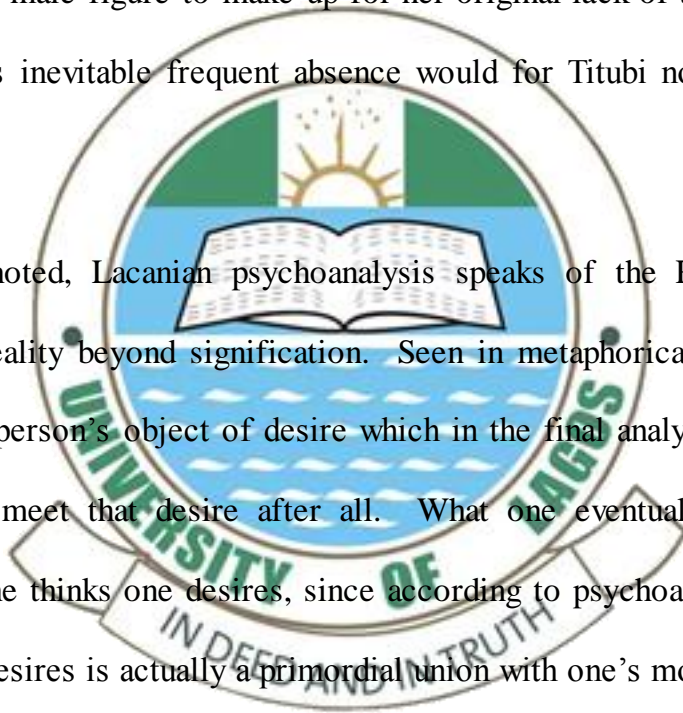 male figure to make up for her original lack of
s inevitable frequent absence would for Titubi
noted, Lacanian psychoanalysis speaks of the
eality beyond signification. Seen in metaphorica
person's object of desire which in the final analy
meet that desire after all. What one eventual
ne thinks one desires, since according to psychoa
esires is actually a primordial union with one's mo
UNIVERSITY OF LAGOS
IN DEED AND IN TRUTH